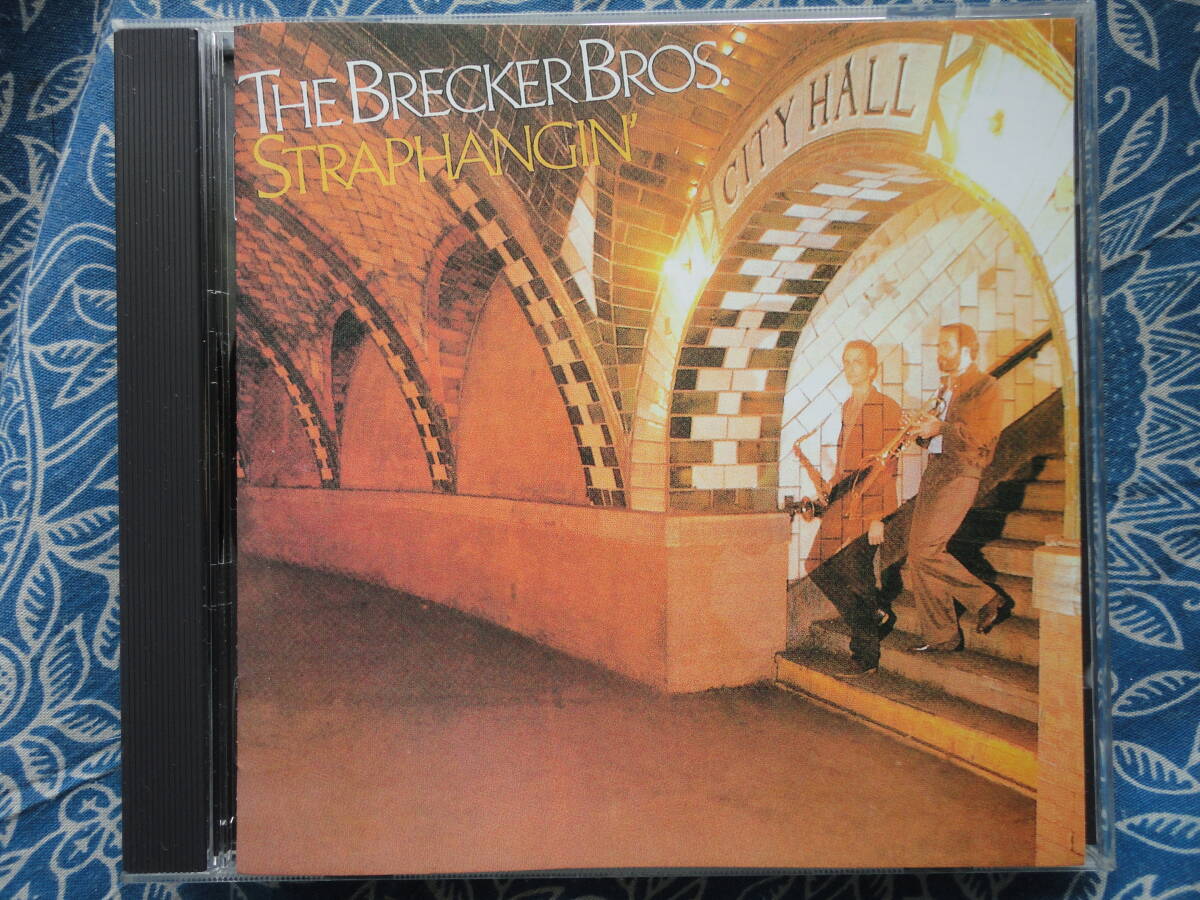 THE BRECKER BROS.
STRAPHANGIN'
CITY HALL